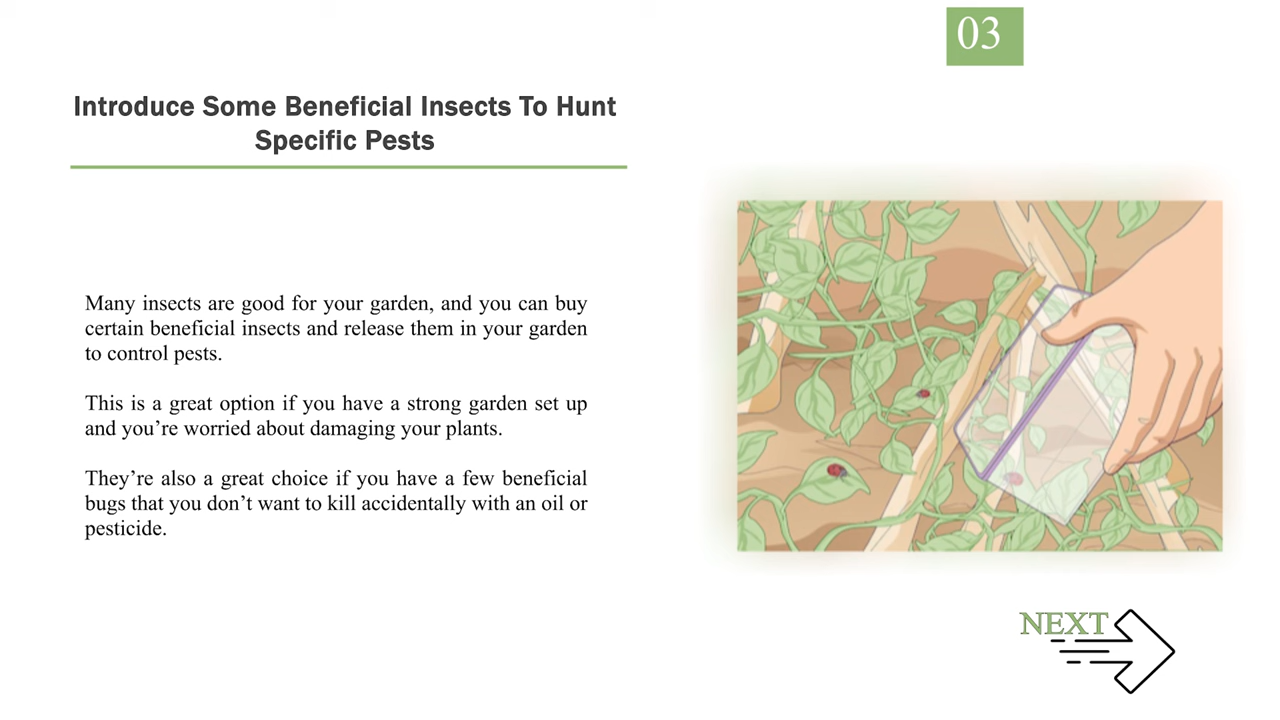 03
Introduce Some Beneficial Insects To Hunt
Specific Pests
Many insects are good for your garden, and you can buy
certain beneficial insects and release them in your garden
to control pests.
This is a great option if you have a strong garden set up
and you’re worried about damaging your plants.
They’re also a great choice if you have a few beneficial
bugs that you don’t want to kill accidentally with an oil or
pesticide.
NEXT